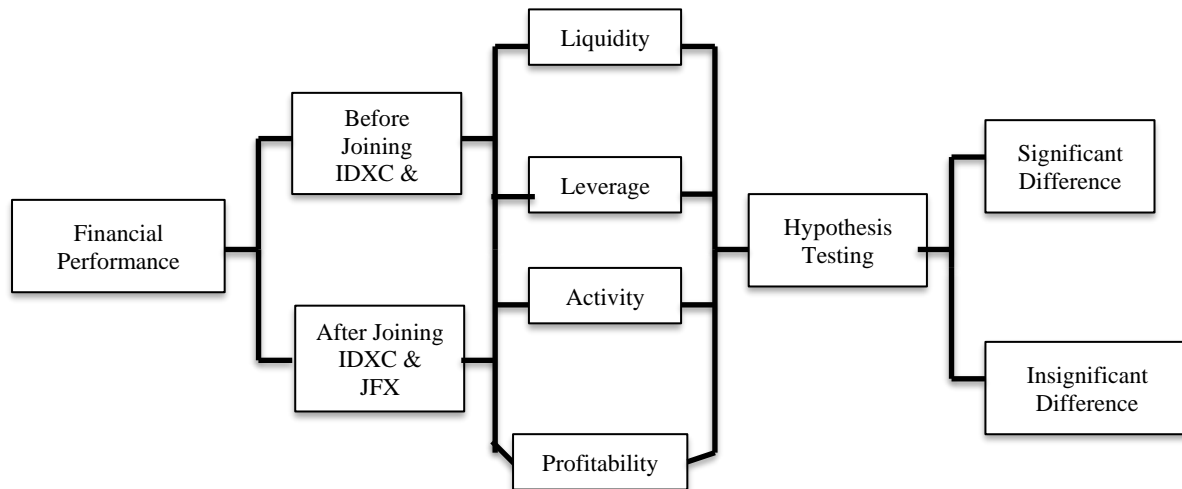 Financial
Performance
Before
Joining
IDXC &
After Joining
IDXC &
JFX
Liquidity
Leverage
Activity
Profitability
Hypothesis
Testing
Significant
Difference
Insignificant
Difference